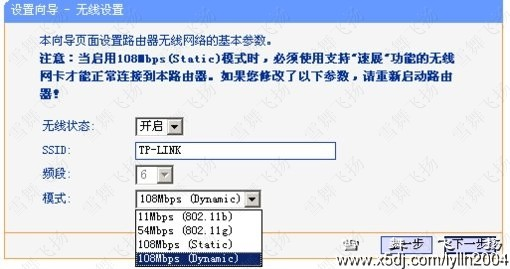 设置向导 - 无线设置
本向导页面设置路由器无线网络的基本参数。
注意：当启用108Mbps(Static)模式时，必须使用支持“速展”功能的无线
网卡才能正常连接到本路由器。如果您修改了以下参数，请重新启动路由
器！
无线状态： 开启
SSID： TP-LINK
频段： 6
模式： 108Mbps (Dynamic)
11Mbps (802.11b)
54Mbps (802.11g)
108Mbps (Static)
108Mbps (Dynamic)
上一步 下一步
www.x5dj.com/lyllh2004